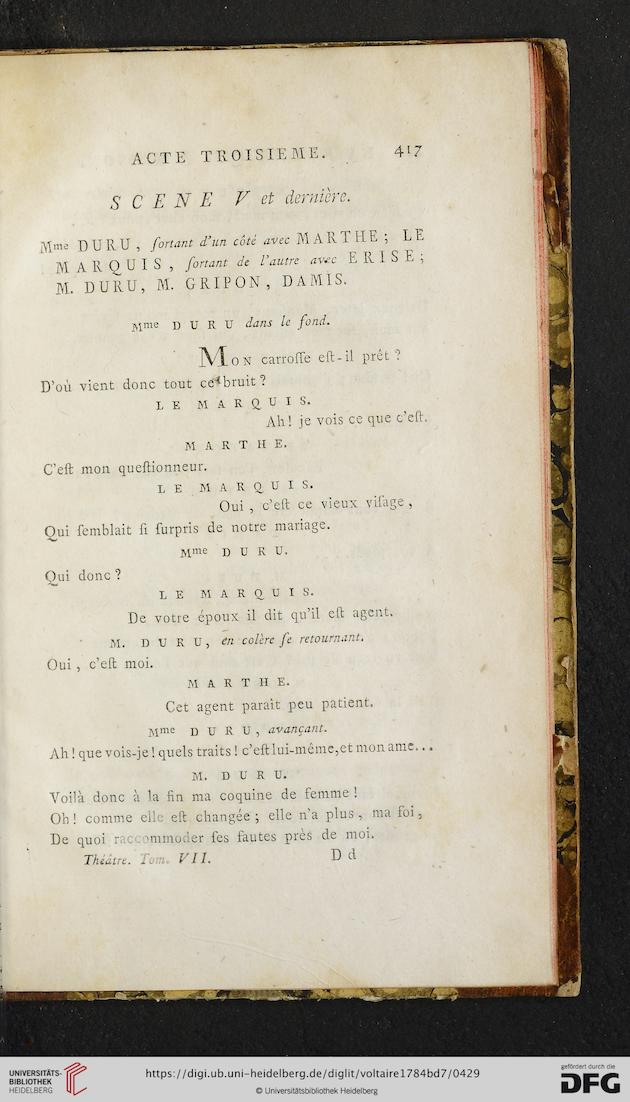 ACTE TROISIEME. 417
SCENE V et dernière.
Mme DURU, ſortant d'un côté avec MARTHE; LE
MARQUIS, ſortant de l'autre avec ERISE;
M. DURU, M. GRIPON, DAMIS.
Mme DURU dans le fond.
MON carroſſe eſt-il prêt ?
D'où vient donc tout ce bruit ?
LE MARQUIS.
Ah! je vois ce que c'eſt.
MARTHE.
C'eſt mon queſtionneur.
LE MARQUIS.
Oui, c'eſt ce vieux viſage,
Qui ſemblait ſi ſurpris de notre mariage.
Mme DURU.
Qui donc ?
LE MARQUIS.
De votre époux il dit qu'il eſt agent.
M. DURU, en colère ſe retournant.
Oui, c'eſt moi.
MARTHE.
Cet agent paraît peu patient.
Mme DURU, avançant.
Ah! que vois-je! quels traits! c'eſt lui-même, et mon ame...
M. DURU.
Voilà donc à la fin ma coquine de femme!
Oh! comme elle eſt changée; elle n'a plus, ma foi,
De quoi raccommoder ſes fautes près de moi.
Théâtre. Tom. VII. D d
UNIVERSITÄTS-
BIBLIOTHEK
HEIDELBERG
https://digi.ub.uni-heidelberg.de/diglit/voltaire1784bd7/0429
© Universitätsbibliothek Heidelberg
gefördert durch die
DFG